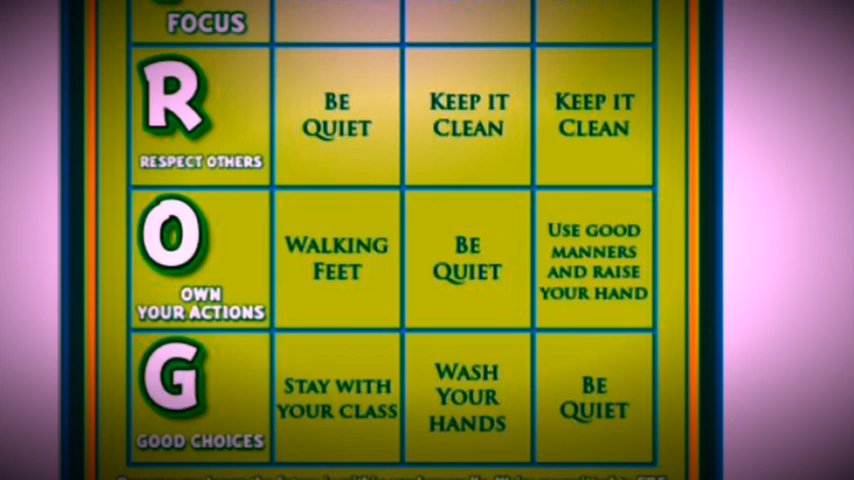 FOCUS
R
RESPECT OTHERS
BE
QUIET
KEEP IT
CLEAN
KEEP IT
CLEAN
O
OWN
YOUR ACTIONS
WALKING
FEET
BE
QUIET
USE GOOD
MANNERS
AND RAISE
YOUR HAND
G
GOOD CHOICES
STAY WITH
YOUR CLASS
WASH
YOUR
HANDS
BE
QUIET